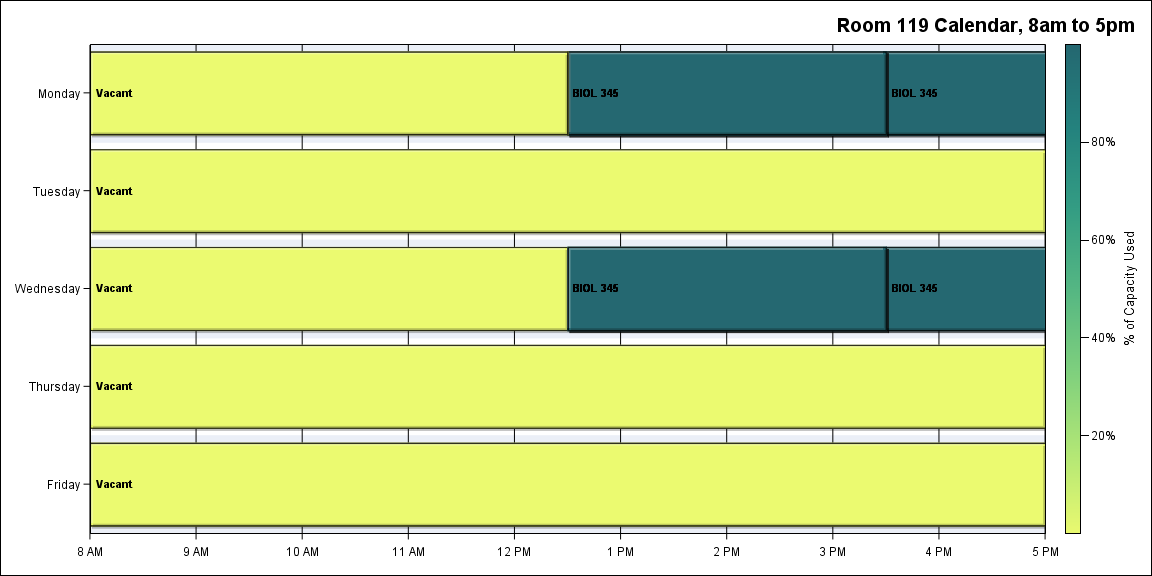 Room 119 Calendar, 8am to 5pm
Monday
Vacant
BIOL 345
BIOL 345
Tuesday
Vacant
Wednesday
Vacant
BIOL 345
BIOL 345
Thursday
Vacant
Friday
Vacant
8 AM
9 AM
10 AM
11 AM
12 PM
1 PM
2 PM
3 PM
4 PM
5 PM
80%
60%
40%
20%
% of Capacity Used